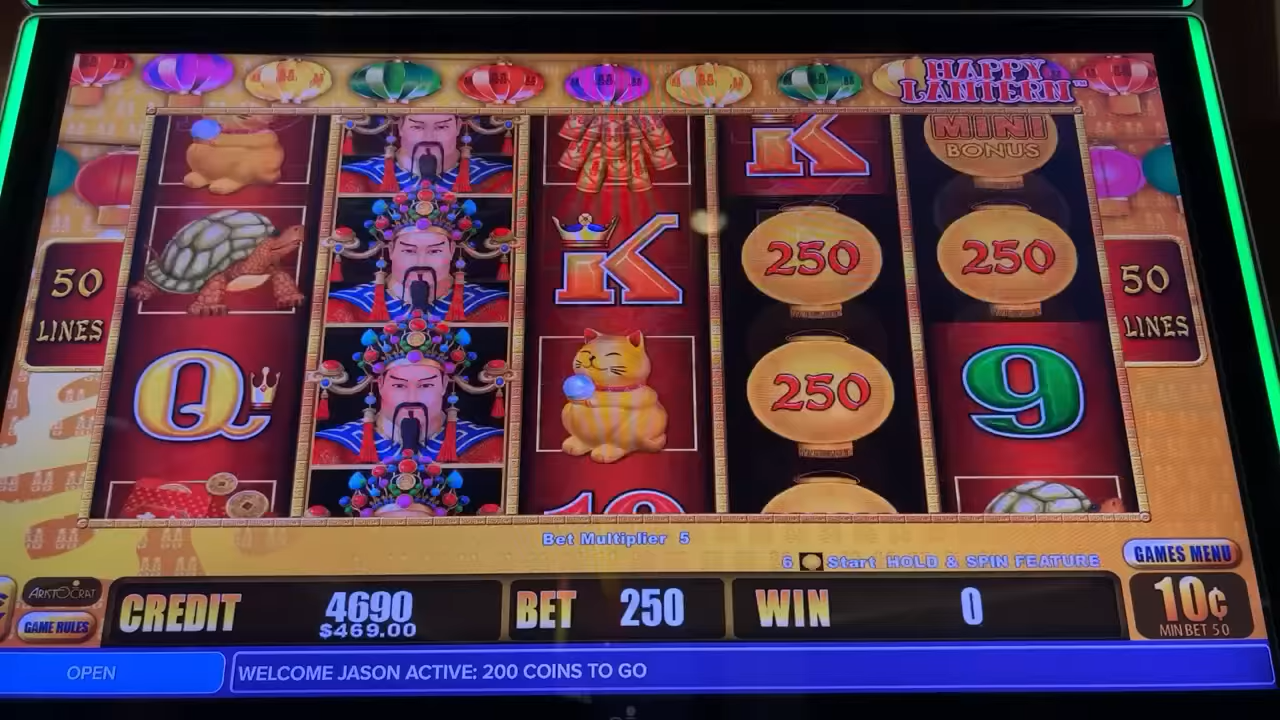 HAPPY
LANTERN™
K
MINI
BONUS
K
250
250
50
LINES
50
LINES
Q
250
9
10
Bet Multiplier 5
6 Start HOLD & SPIN FEATURE
GAMES MENU
ARISTOCRAT
GAME RULES
CREDIT 4690
$469.00
BET 250
WIN 0
10¢
MIN BET 50
OPEN
WELCOME JASON ACTIVE: 200 COINS TO GO